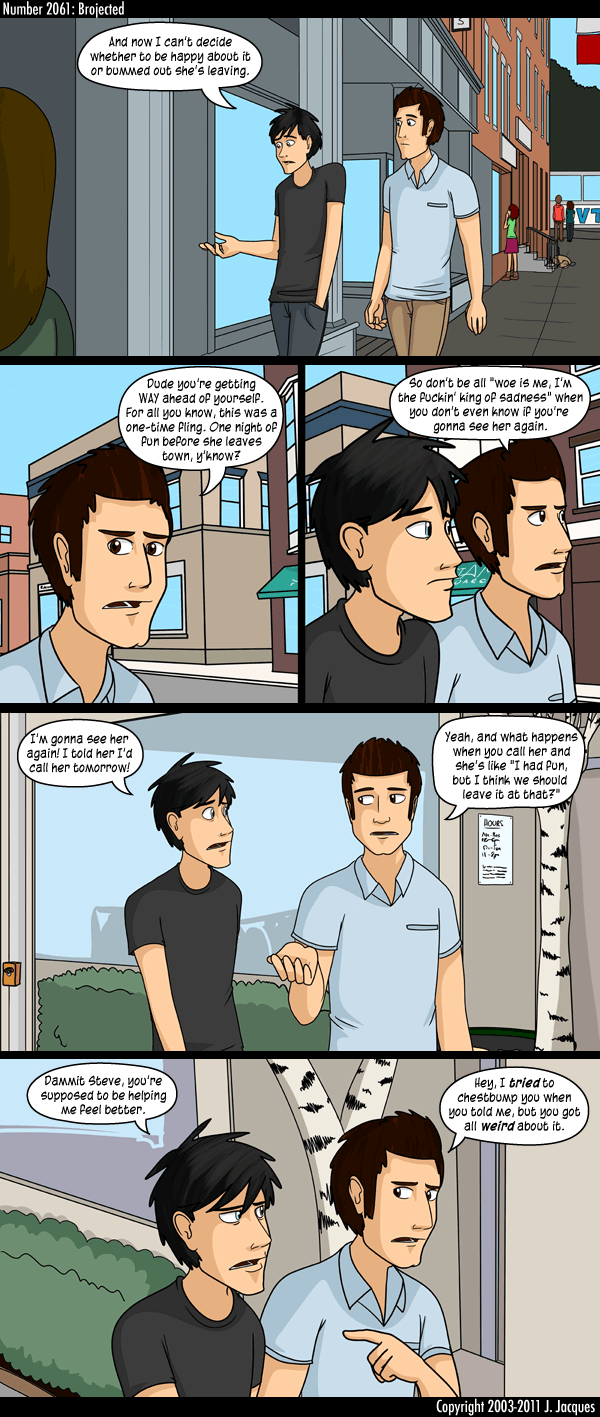 Number 2061: Brojected
And now I can't decide
whether to be happy about it
or bummed out she's leaving.
S
TV
Dude you're getting
WAY ahead of yourself.
For all you know, this was a
one-time fling. One night of
fun before she leaves
town, y'know?
So don't be all "woe is me, I'm
the fuckin' king of sadness" when
you don't even know if you're
gonna see her again.
I'm gonna see her
again! I told her I'd
call her tomorrow!
Yeah, and what happens
when you call her and
she's like "I had fun,
but I think we should
leave it at that?"
HOURS
Dammit Steve, you're
supposed to be helping
me feel better.
Hey, I tried to
chestbump you when
you told me, but you got
all weird about it.
Copyright 2003-2011 J. Jacques